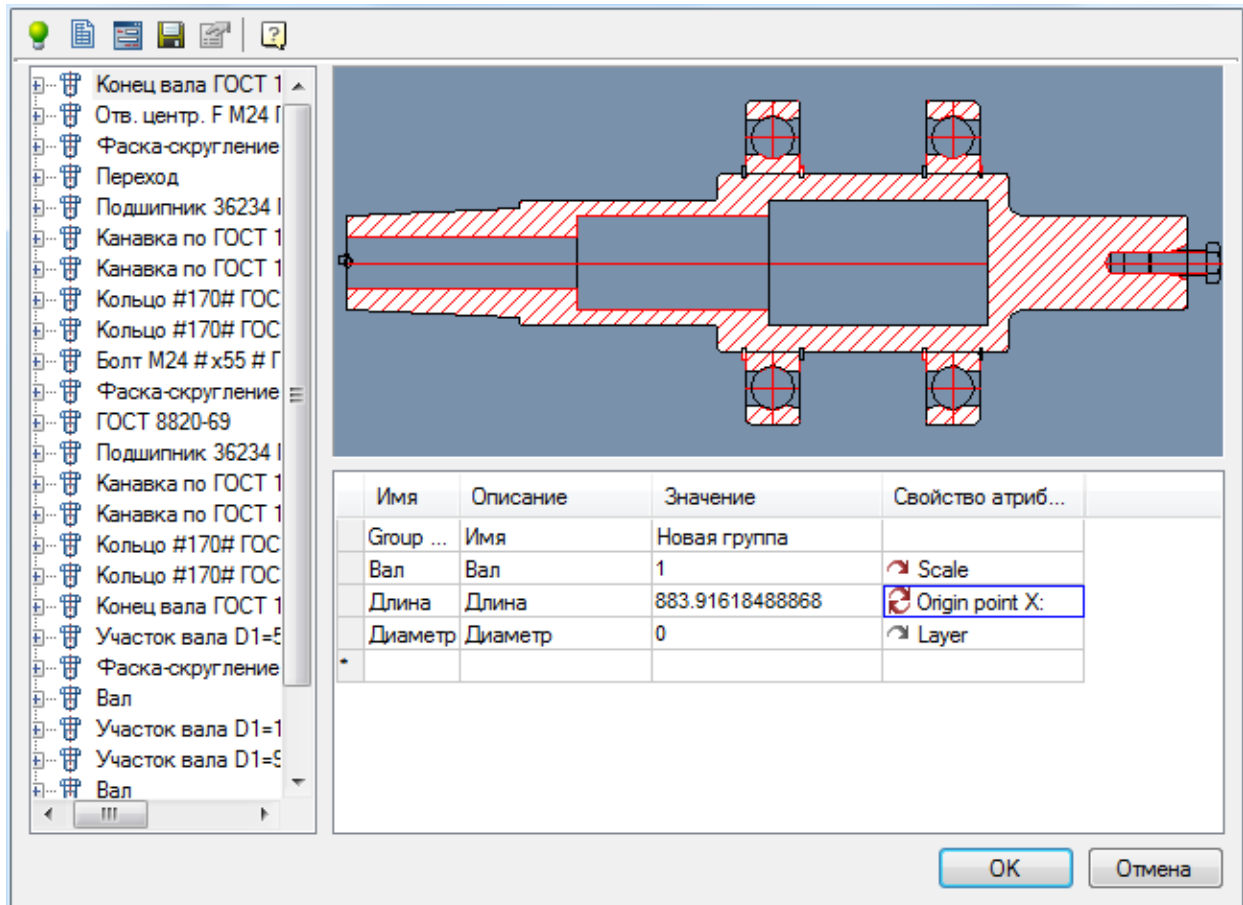 Конец вала ГОСТ 1
Отв. центр. F M24 Г
Фаска-скругление
Переход
Подшипник 36234 I
Канавка по ГОСТ 1
Канавка по ГОСТ 1
Кольцо #170# ГОС
Кольцо #170# ГОС
Болт М24 # x55 # Г
Фаска-скругление
ГОСТ 8820-69
Подшипник 36234 I
Канавка по ГОСТ 1
Канавка по ГОСТ 1
Кольцо #170# ГОС
Кольцо #170# ГОС
Конец вала ГОСТ 1
Участок вала D1=5
Фаска-скругление
Вал
Участок вала D1=1
Участок вала D1=9
Вал
Имя Описание Значение Свойство атриб...
Group ... Имя Новая группа
Вал Вал 1 Scale
Длина Длина 883.91618488868 Origin point X:
Диаметр Диаметр 0 Layer
*
OK Отмена